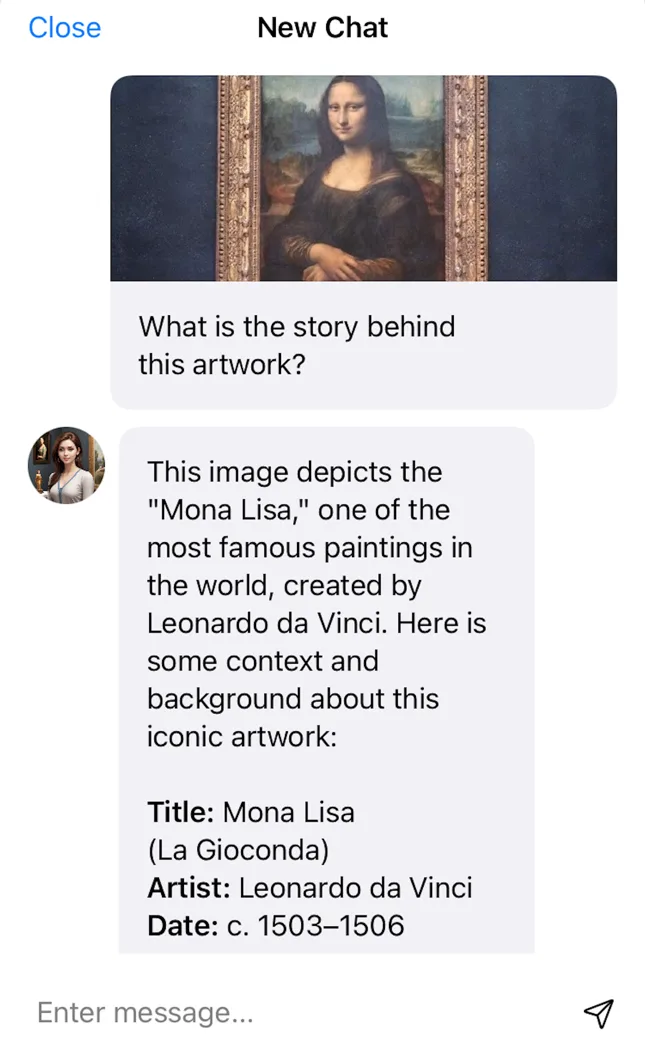 Close
New Chat
What is the story behind
this artwork?
This image depicts the
"Mona Lisa," one of the
most famous paintings in
the world, created by
Leonardo da Vinci. Here is
some context and
background about this
iconic artwork:
Title: Mona Lisa
(La Gioconda)
Artist: Leonardo da Vinci
Date: c. 1503–1506
Enter message...